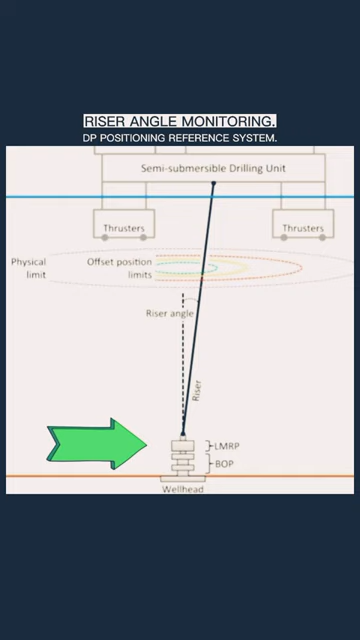 RISER ANGLE MONITORING.
DP POSITIONING REFERENCE SYSTEM.
Semi-submersible Drilling Unit
Thrusters
Thrusters
Physical
limit
Offset position
limits
Riser angle
Riser
LMRP
BOP
Wellhead